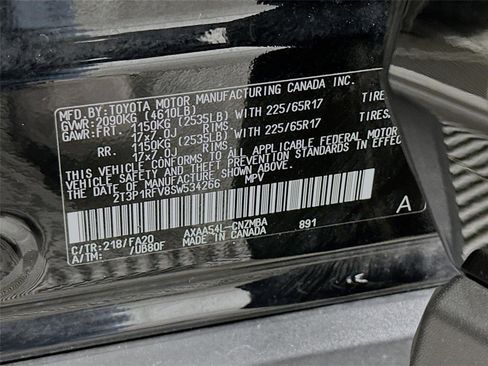 MFD.BY:TOYOTA MOTOR MANUFACTURING CANADA INC.
GVWR:2090KG (4610LB)
GAWR:FRT. 1150KG (2535LB) WITH 225/65R17 TIRES
17x7.0J RIMS
RR. 1150KG (2535LB) WITH 225/65R17 TIRES
17x7.0J RIMS
THIS VEHICLE CONFORMS TO ALL APPLICABLE FEDERAL MOTOR
SAFETY AND THEFT PREVENTION STANDARDS IN EFFEC
THE DATE OF MANUFACTURE SHOWN ABOVE.
2T3P1RFV8SW534266 MPV
A
C/TR:218/FA20 AXAA54L-CNZMBA 891
A/TM: /UB80F MADE IN CANADA